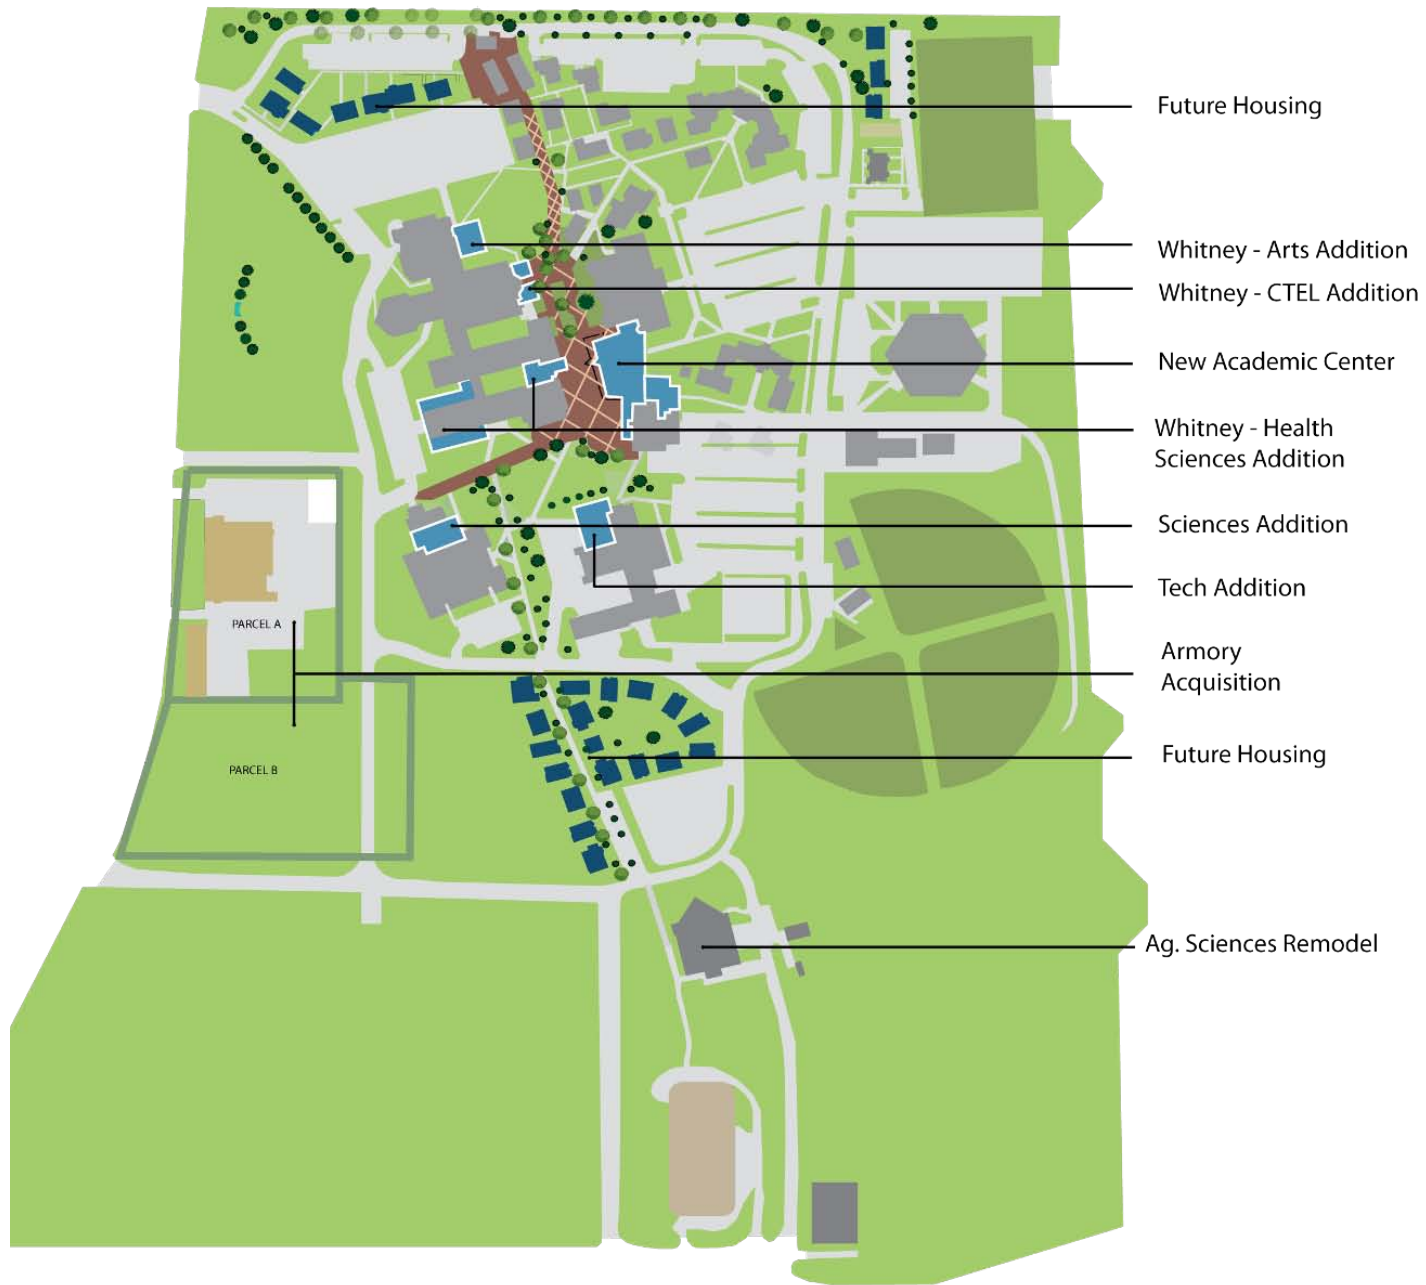 Future Housing
Whitney - Arts Addition
Whitney - CTEL Addition
New Academic Center
Whitney - Health
Sciences Addition
Sciences Addition
Tech Addition
PARCEL A
Armory
Acquisition
Future Housing
PARCEL B
Ag. Sciences Remodel